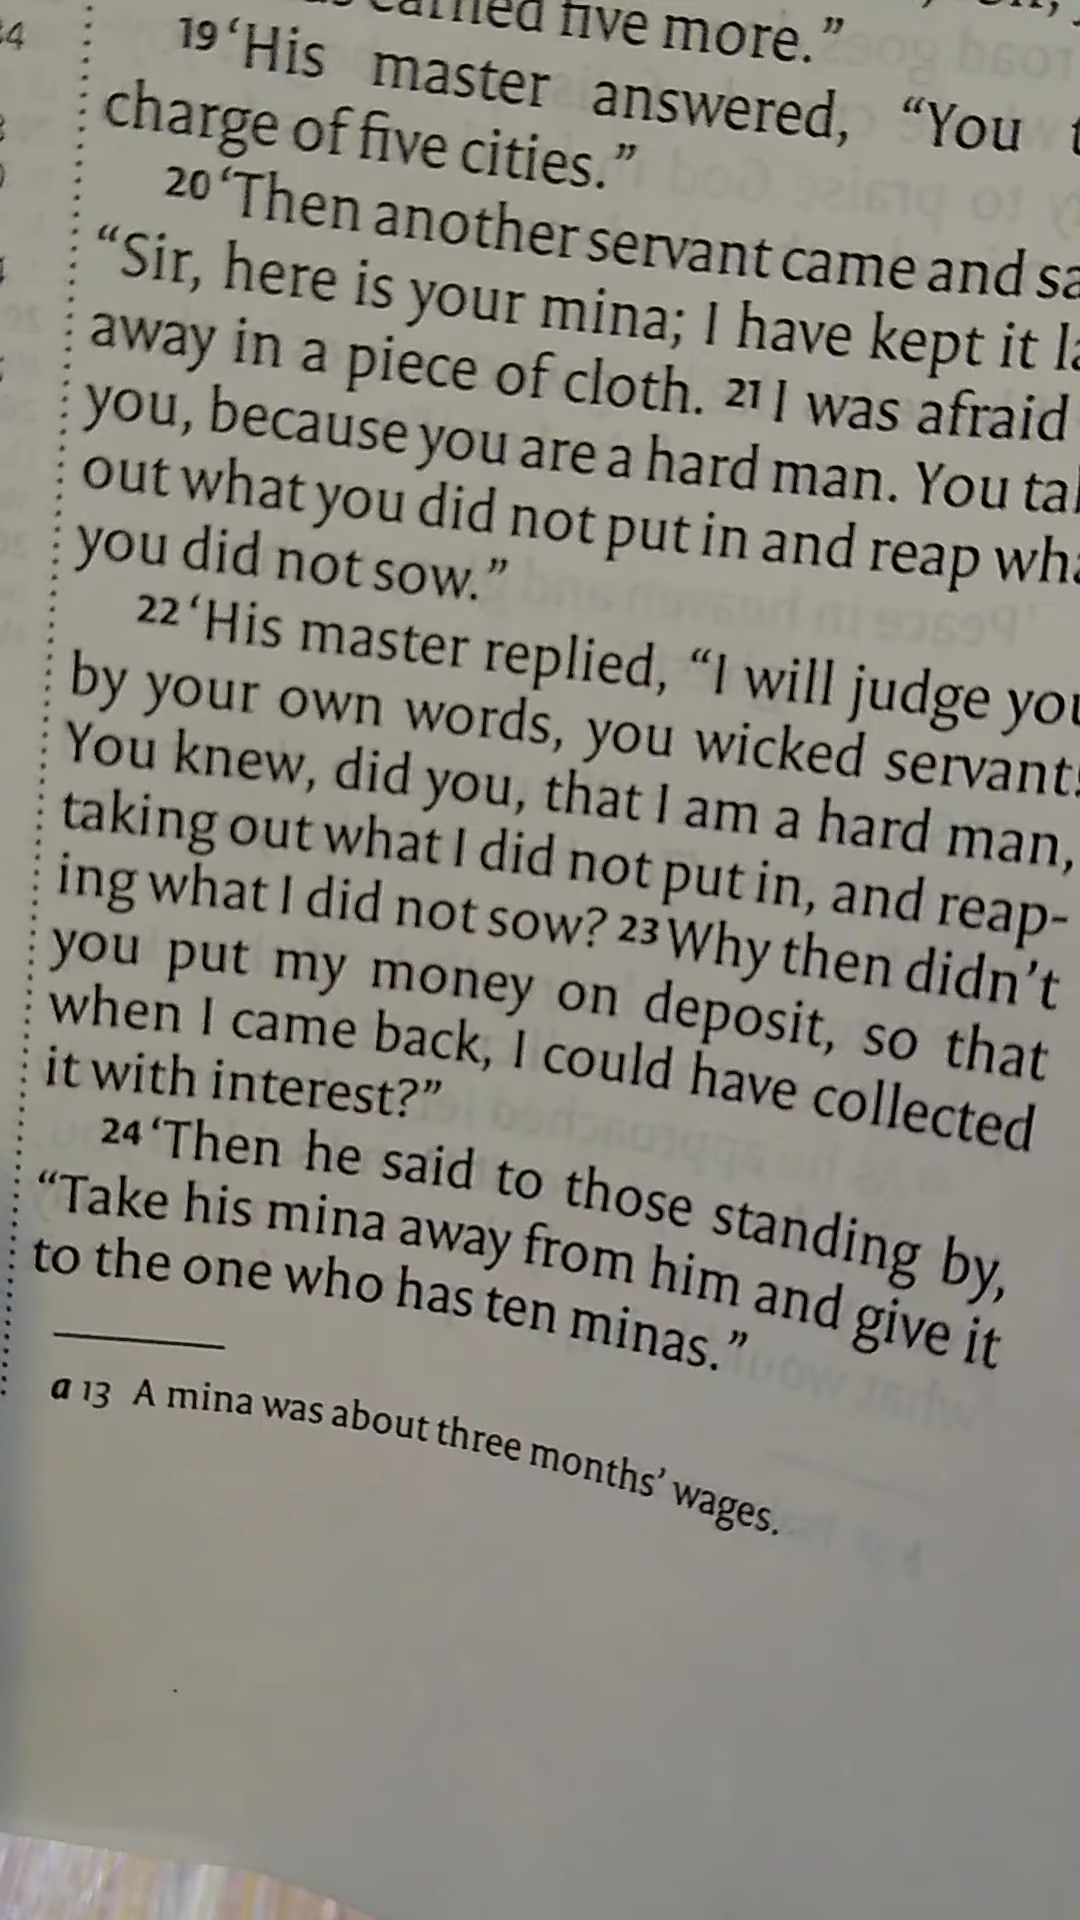 five more.”
19 ‘His master answered, “You
charge of five cities.”
20 ‘Then another servant came and
“Sir, here is your mina; I have kept it
away in a piece of cloth. 21 I was afraid
you, because you are a hard man. You
out what you did not put in and reap
you did not sow.”
22 ‘His master replied, “I will judge
by your own words, you wicked servant!
You knew, did you, that I am a hard man,
taking out what I did not put in, and reap-
ing what I did not sow? 23 Why then didn’t
you put my money on deposit, so that
when I came back, I could have collected
it with interest?”
24 ‘Then he said to those standing by,
“Take his mina away from him and give it
to the one who has ten minas.”
a 13 A mina was about three months’ wages.